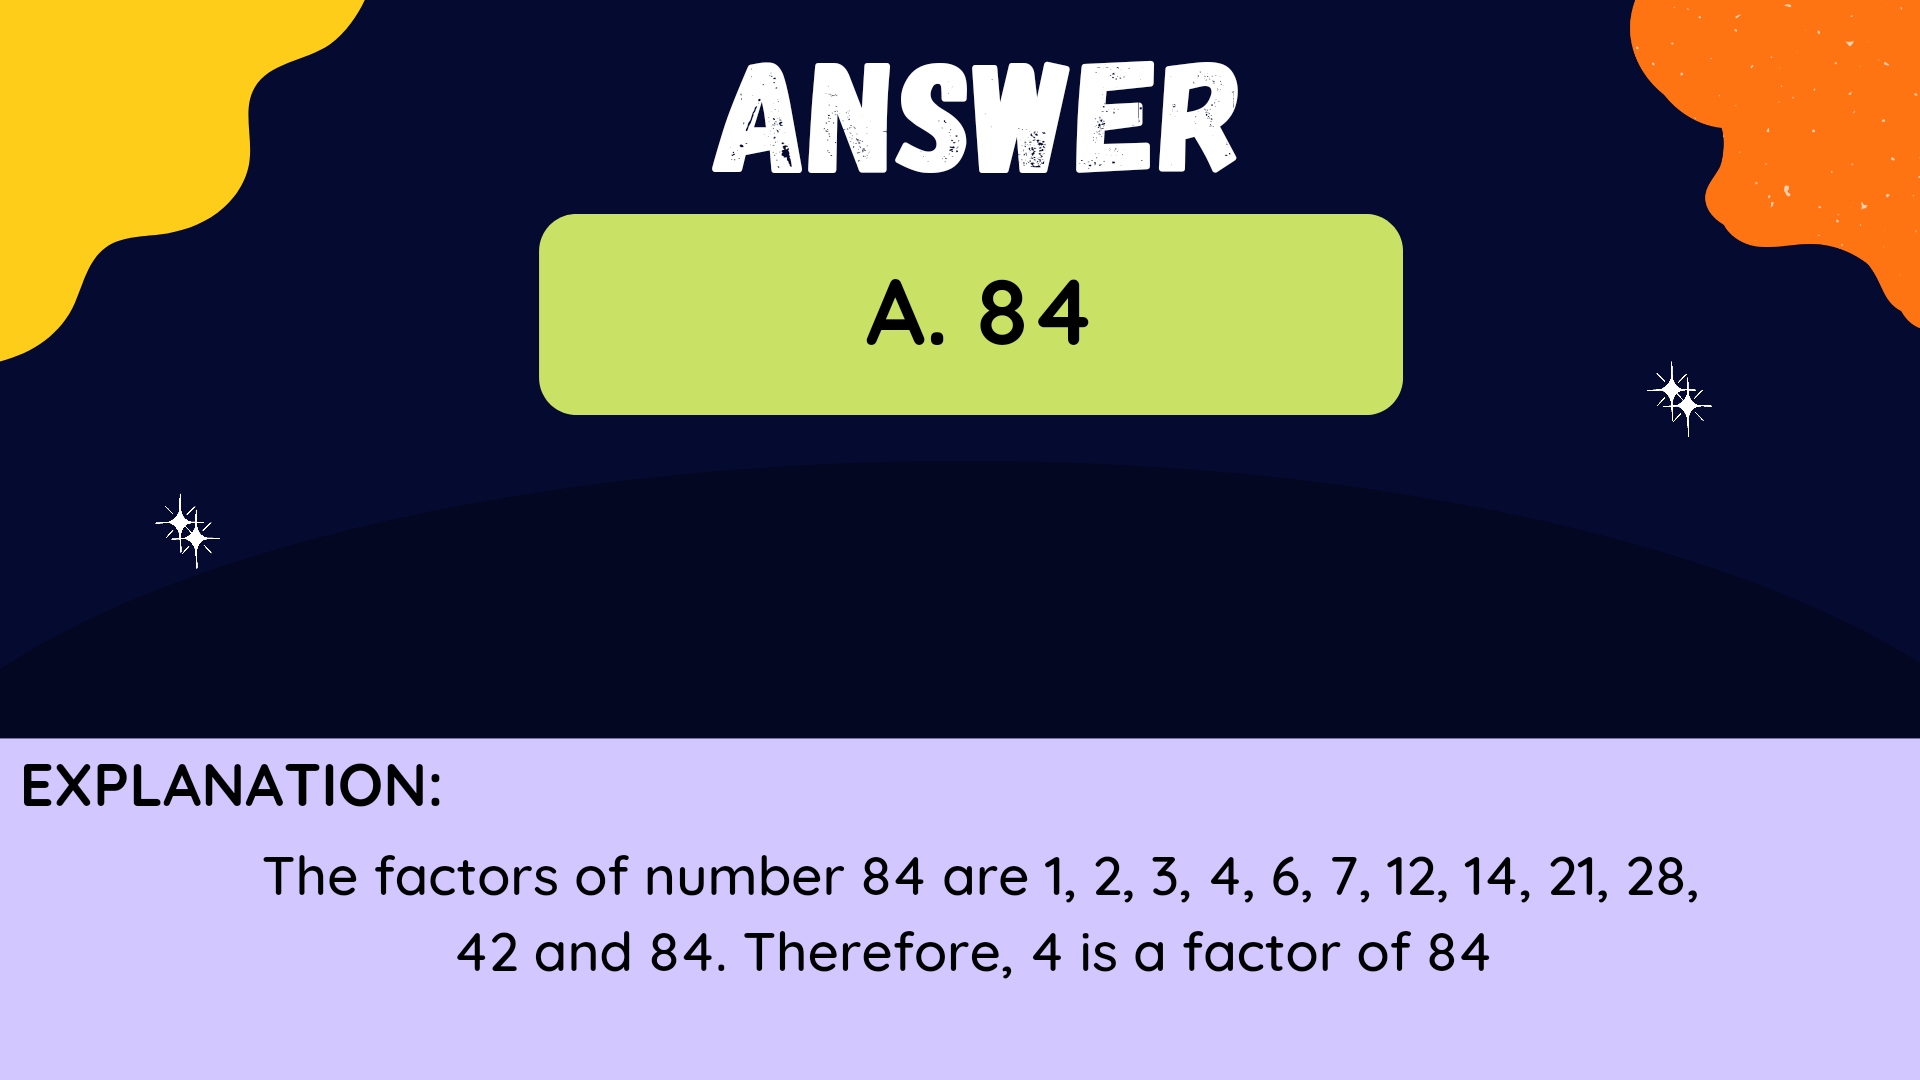 ANSWER
A. 84
EXPLANATION:
The factors of number 84 are 1, 2, 3, 4, 6, 7, 12, 14, 21, 28,
42 and 84. Therefore, 4 is a factor of 84